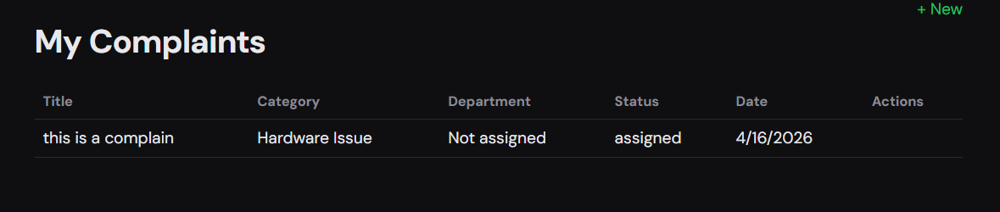 + New
My Complaints
Title Category Department Status Date Actions
this is a complain Hardware Issue Not assigned assigned 4/16/2026